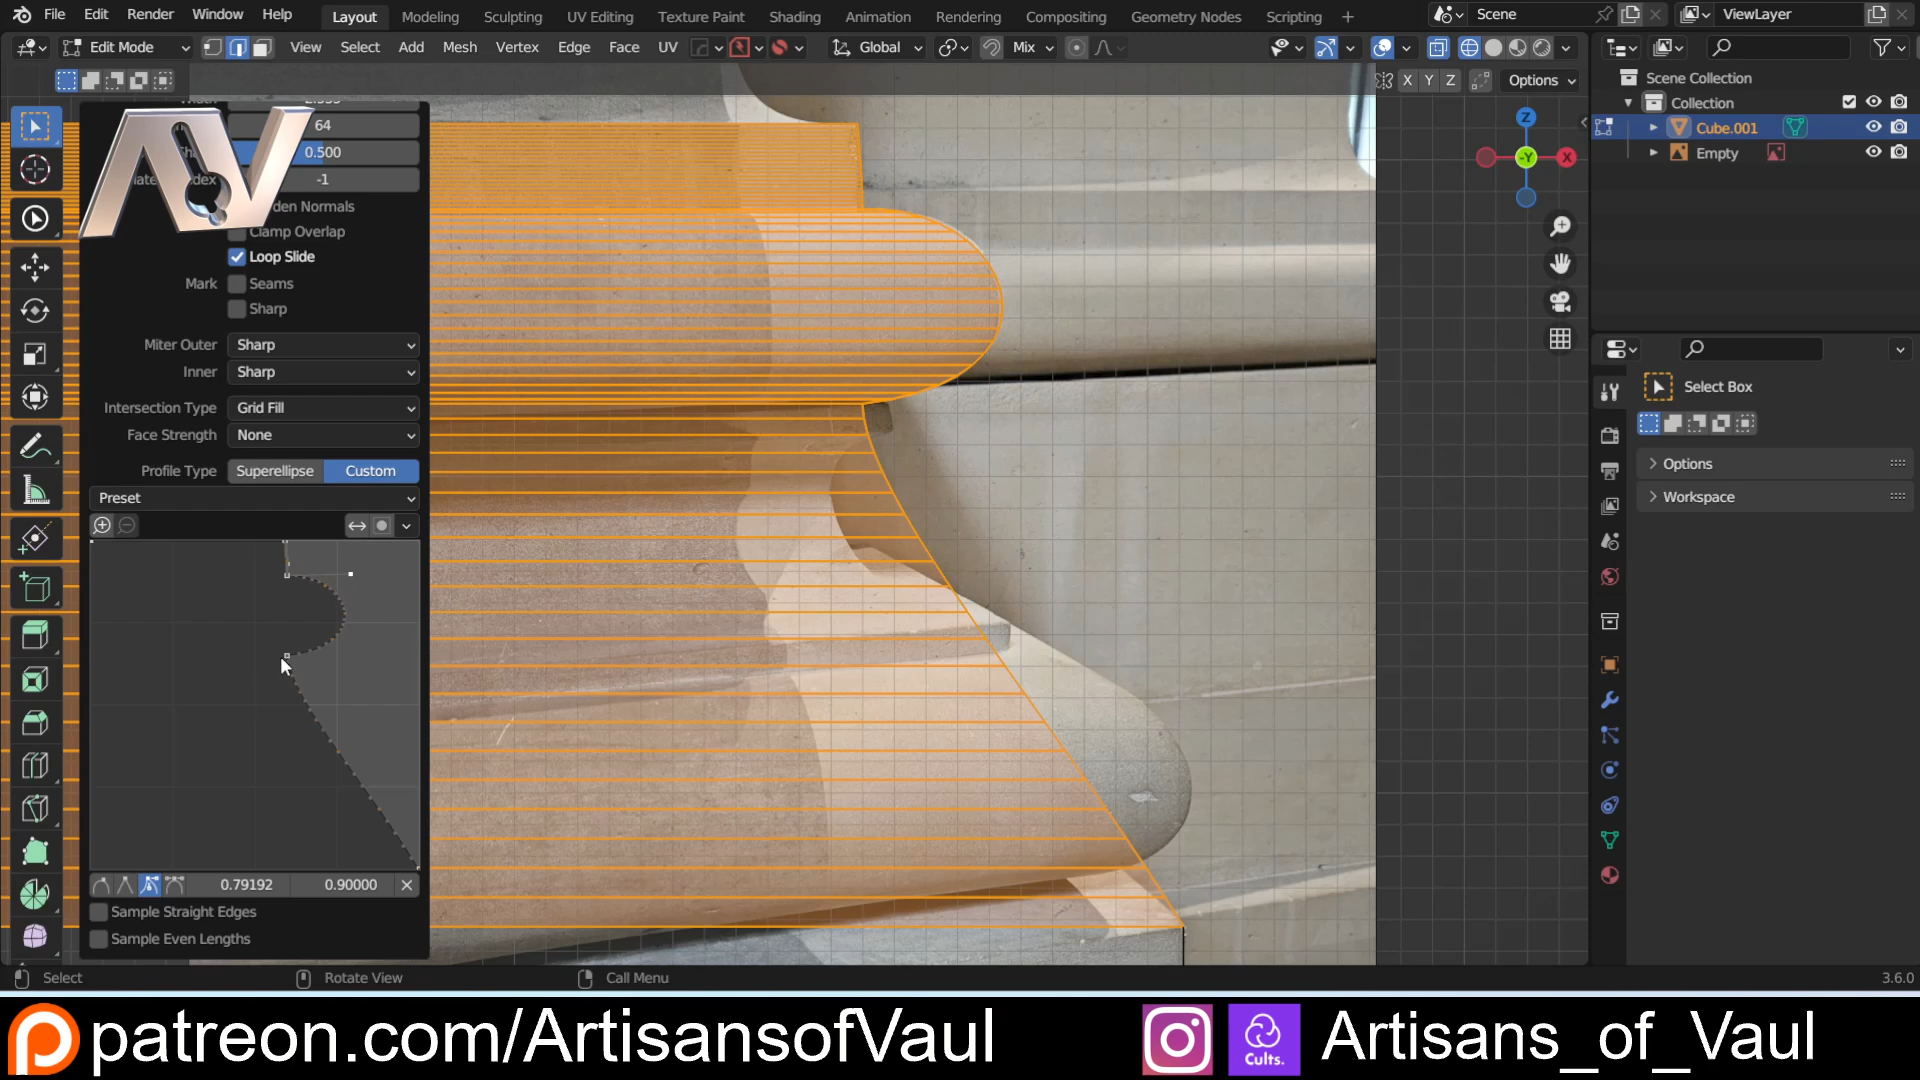 File Edit Render Window Help Layout Modeling Sculpting UV Editing Texture Paint Shading Animation Rendering Compositing Geometry Nodes Scripting + Scene ViewLayer
Edit Mode View Select Add Mesh Vertex Edge Face UV Global Mix
X Y Z Options
Scene Collection
Collection
Cube.001
Empty
64
0.500
-1
Clamp Overlap
Loop Slide
Mark Seams
Sharp
Miter Outer Sharp
Inner Sharp
Intersection Type Grid Fill
Face Strength None
Profile Type Superellipse Custom
Preset
0.79192 0.90000
Sample Straight Edges
Sample Even Lengths
Z
-Y
X
Select Box
Options
Workspace
Select Rotate View Call Menu 3.6.0
patreon.com/ArtisansofVaul Cults. Artisans_of_Vaul